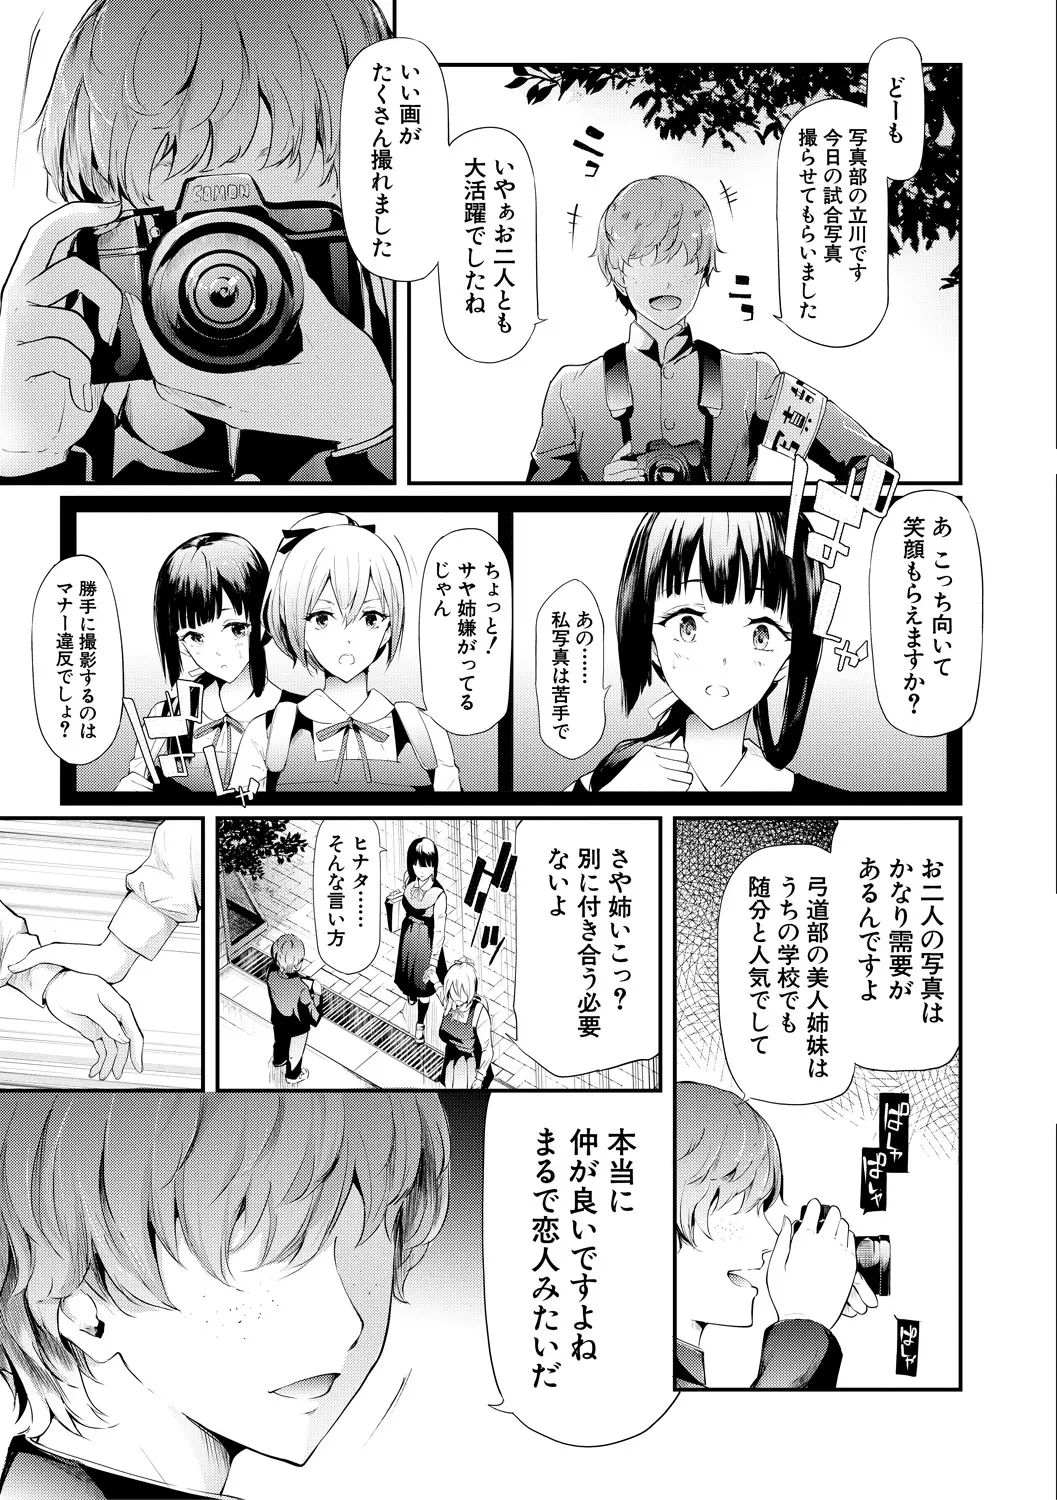 どーも
写真部の立川です
今日の試合写真
撮らせてもらいました
ニコ
ニコ
写真部
いやぁお二人とも
大活躍でしたね
いい画が
たくさん撮れました
SOMON
あ こっち向いて
笑顔もらえますか?
あの……
私写真は苦手で
ちょっと!
サヤ姉嫌がってる
じゃん
勝手に撮影するのは
マナー違反でしょ?
お二人の写真は
かなり需要が
あるんですよ
弓道部の美人姉妹は
うちの学校でも
随分と人気でして
ぱしゃ
ぱしゃ
ぱしゃ
さや姉いこっ?
別に付き合う必要
ないよ
ヒナタ……
そんな言い方
本当に
仲が良いですよね
まるで恋人みたいだ